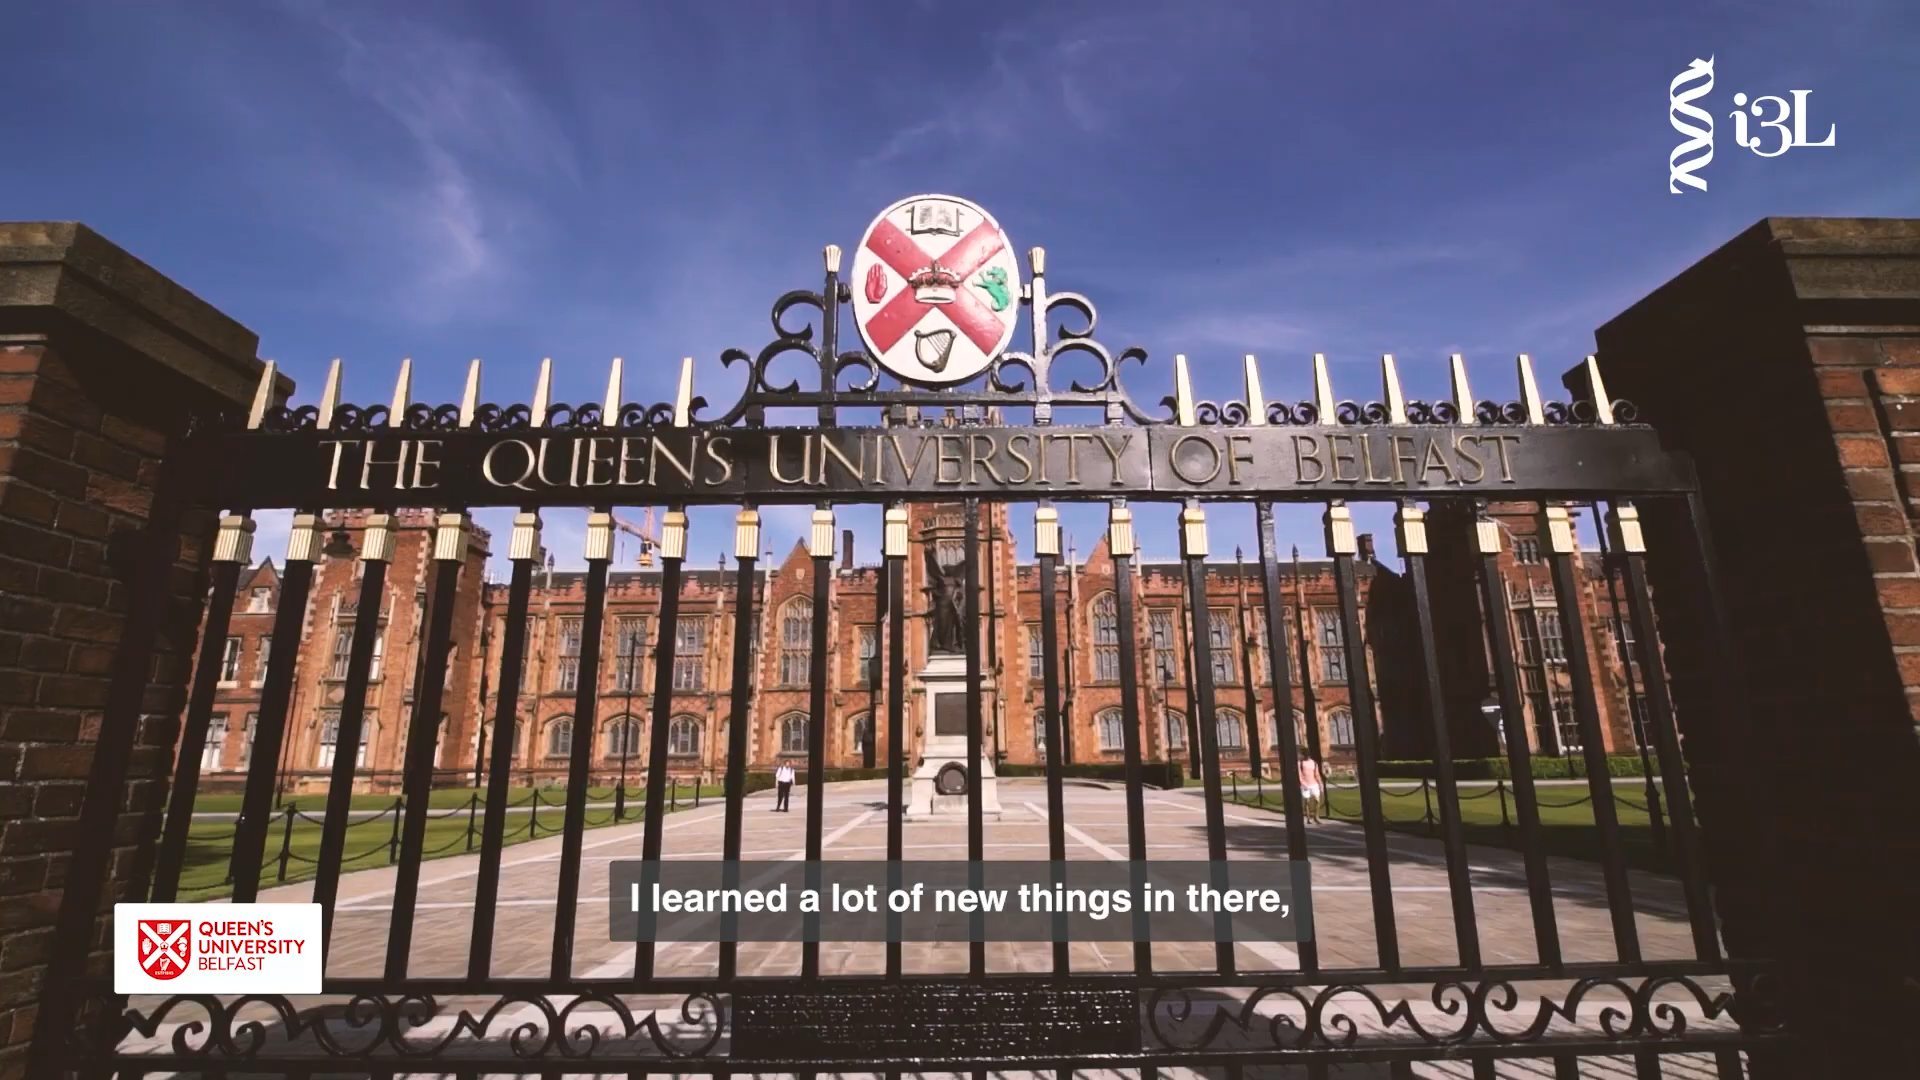 i3L
THE QUEEN'S UNIVERSITY OF BELFAST
I learned a lot of new things in there,
QUEEN'S
UNIVERSITY
BELFAST